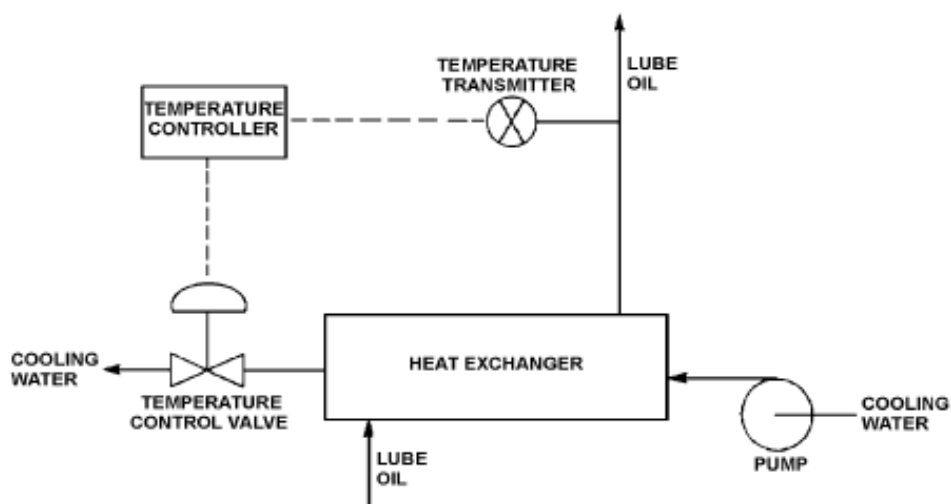 TEMPERATURE
TRANSMITTER
LUBE
OIL
TEMPERATURE
CONTROLLER
HEAT EXCHANGER
COOLING
WATER
TEMPERATURE
CONTROL VALVE
COOLING
WATER
PUMP
LUBE
OIL